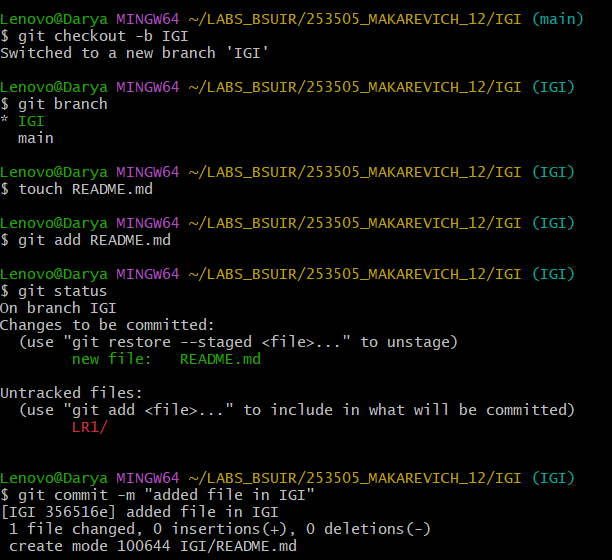 Lenovo@Darya MINGW64 ~/LABS_BSUIR/253505_MAKAREVICH_12/IGI (main)
$ git checkout -b IGI
Switched to a new branch 'IGI'
Lenovo@Darya MINGW64 ~/LABS_BSUIR/253505_MAKAREVICH_12/IGI (IGI)
$ git branch
* IGI
  main
Lenovo@Darya MINGW64 ~/LABS_BSUIR/253505_MAKAREVICH_12/IGI (IGI)
$ touch README.md
Lenovo@Darya MINGW64 ~/LABS_BSUIR/253505_MAKAREVICH_12/IGI (IGI)
$ git add README.md
Lenovo@Darya MINGW64 ~/LABS_BSUIR/253505_MAKAREVICH_12/IGI (IGI)
$ git status
On branch IGI
Changes to be committed:
  (use "git restore --staged <file>..." to unstage)
        new file:   README.md
Untracked files:
  (use "git add <file>..." to include in what will be committed)
        LR1/
Lenovo@Darya MINGW64 ~/LABS_BSUIR/253505_MAKAREVICH_12/IGI (IGI)
$ git commit -m "added file in IGI"
[IGI 356516e] added file in IGI
 1 file changed, 0 insertions(+), 0 deletions(-)
 create mode 100644 IGI/README.md